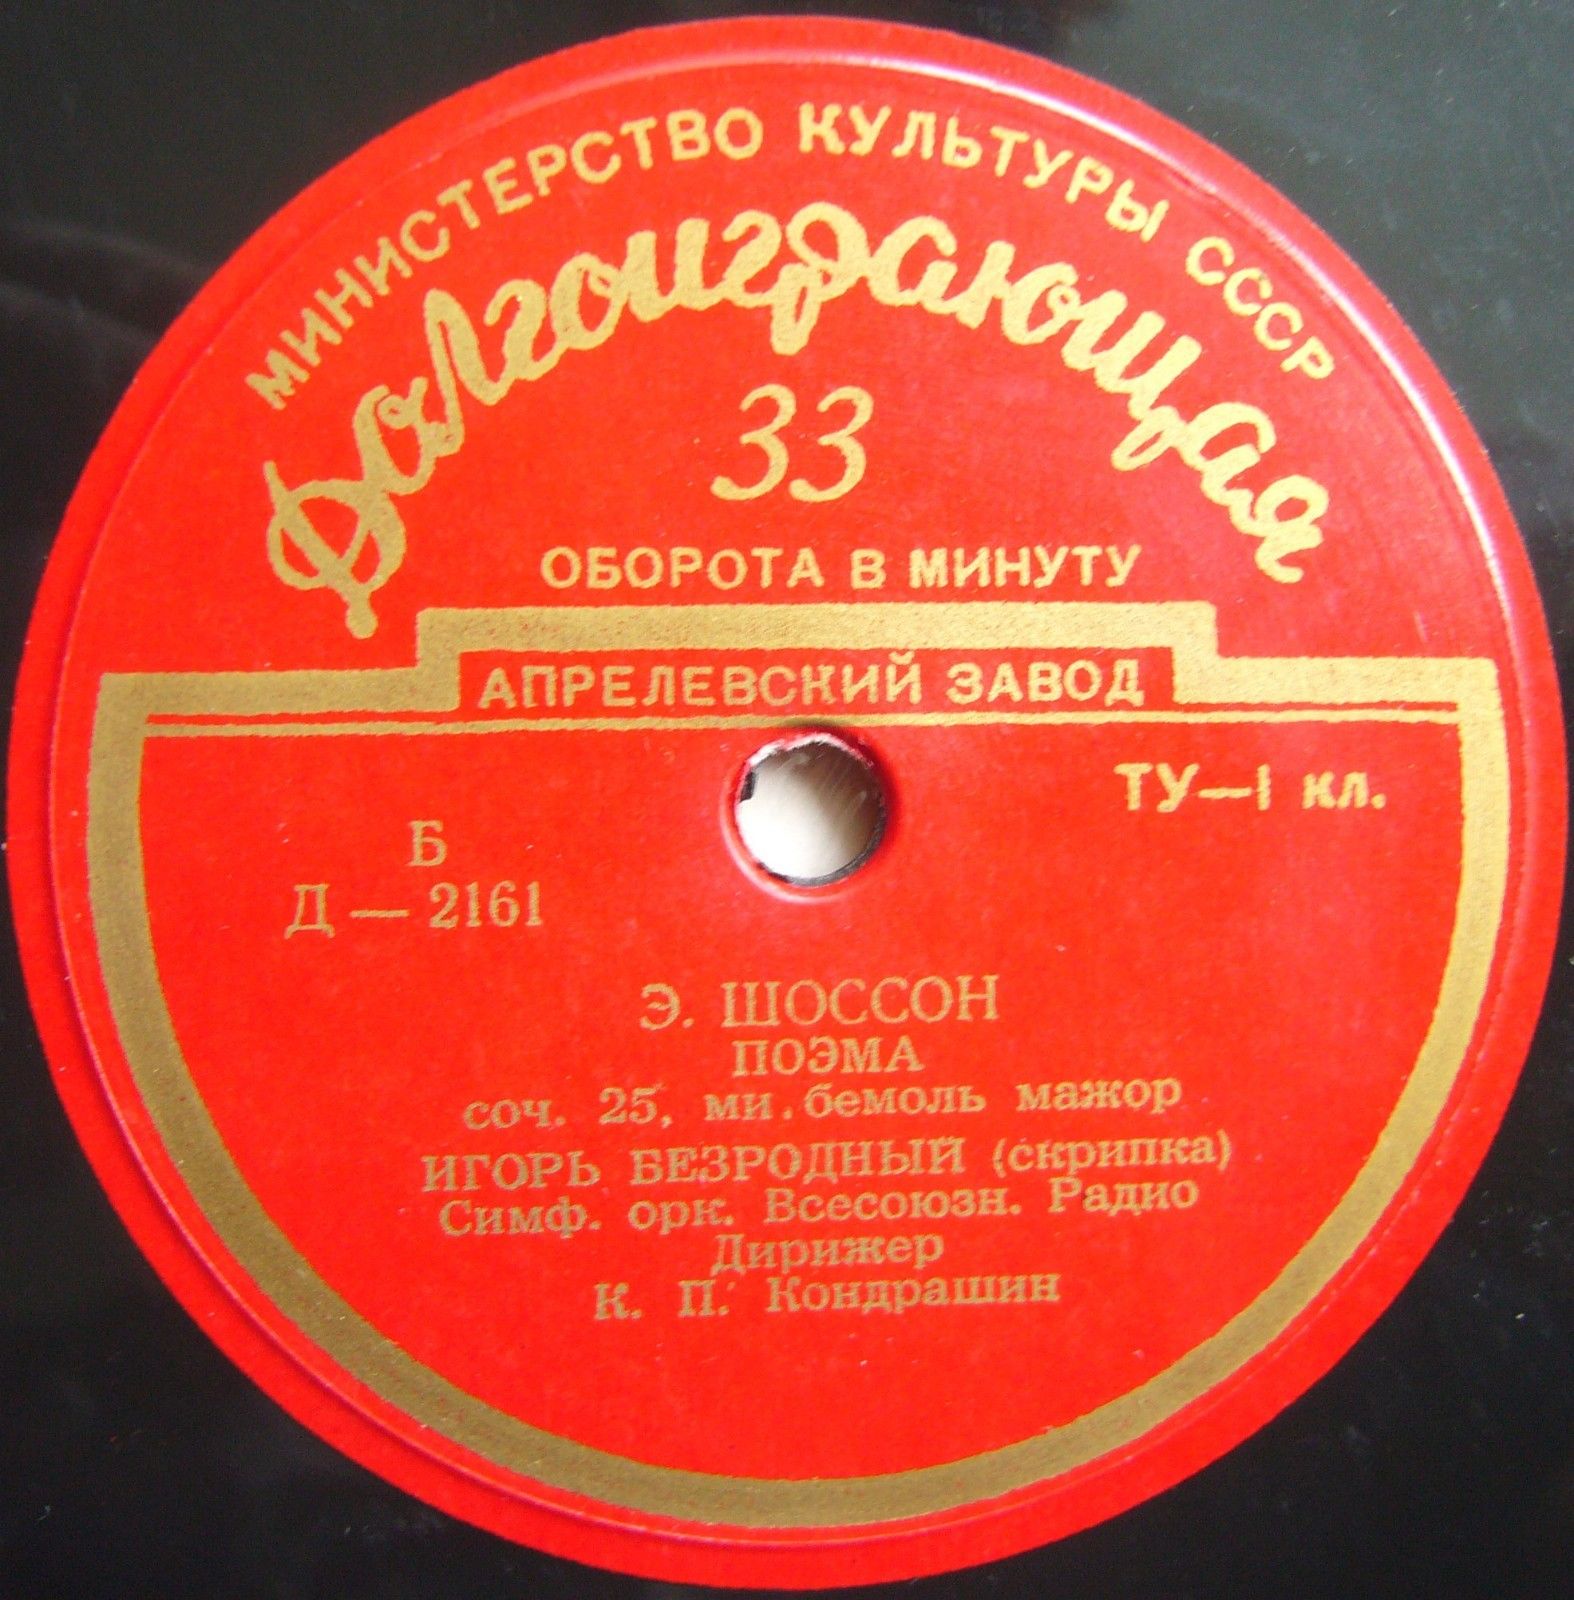 МИНИСТЕРСТВО КУЛЬТУРЫ СССР
Долгоиграющая
33
ОБОРОТА В МИНУТУ
АПРЕЛЕВСКИЙ ЗАВОД
ТУ—I кл.
Б
Д — 2161
Э. ШОССОН
ПОЭМА
соч. 25, ми.бемоль мажор
ИГОРЬ БЕЗРОДНЫЙ (скрипка)
Симф. орк. Всесоюзн. Радио
Дирижер
К. П. Кондрашин